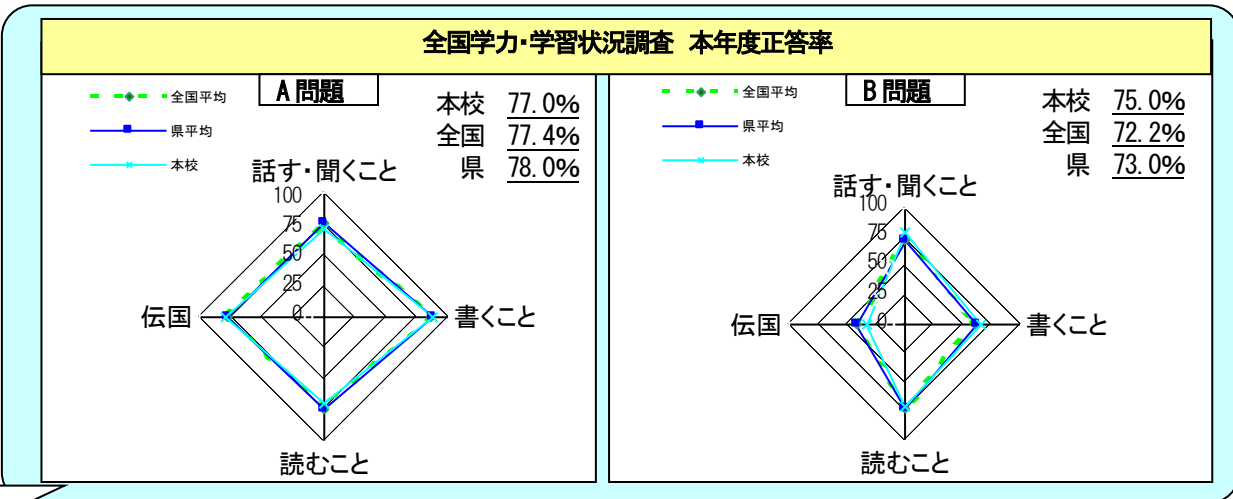 全国学力・学習状況調査 本年度正答率
A問題
全国平均
県平均
本校
本校 77.0%
全国 77.4%
県 78.0%
話す・聞くこと
100
75
50
25
0
伝国
書くこと
読むこと
B問題
全国平均
県平均
本校
本校 75.0%
全国 72.2%
県 73.0%
話す・聞くこと
100
75
50
25
0
伝国
書くこと
読むこと